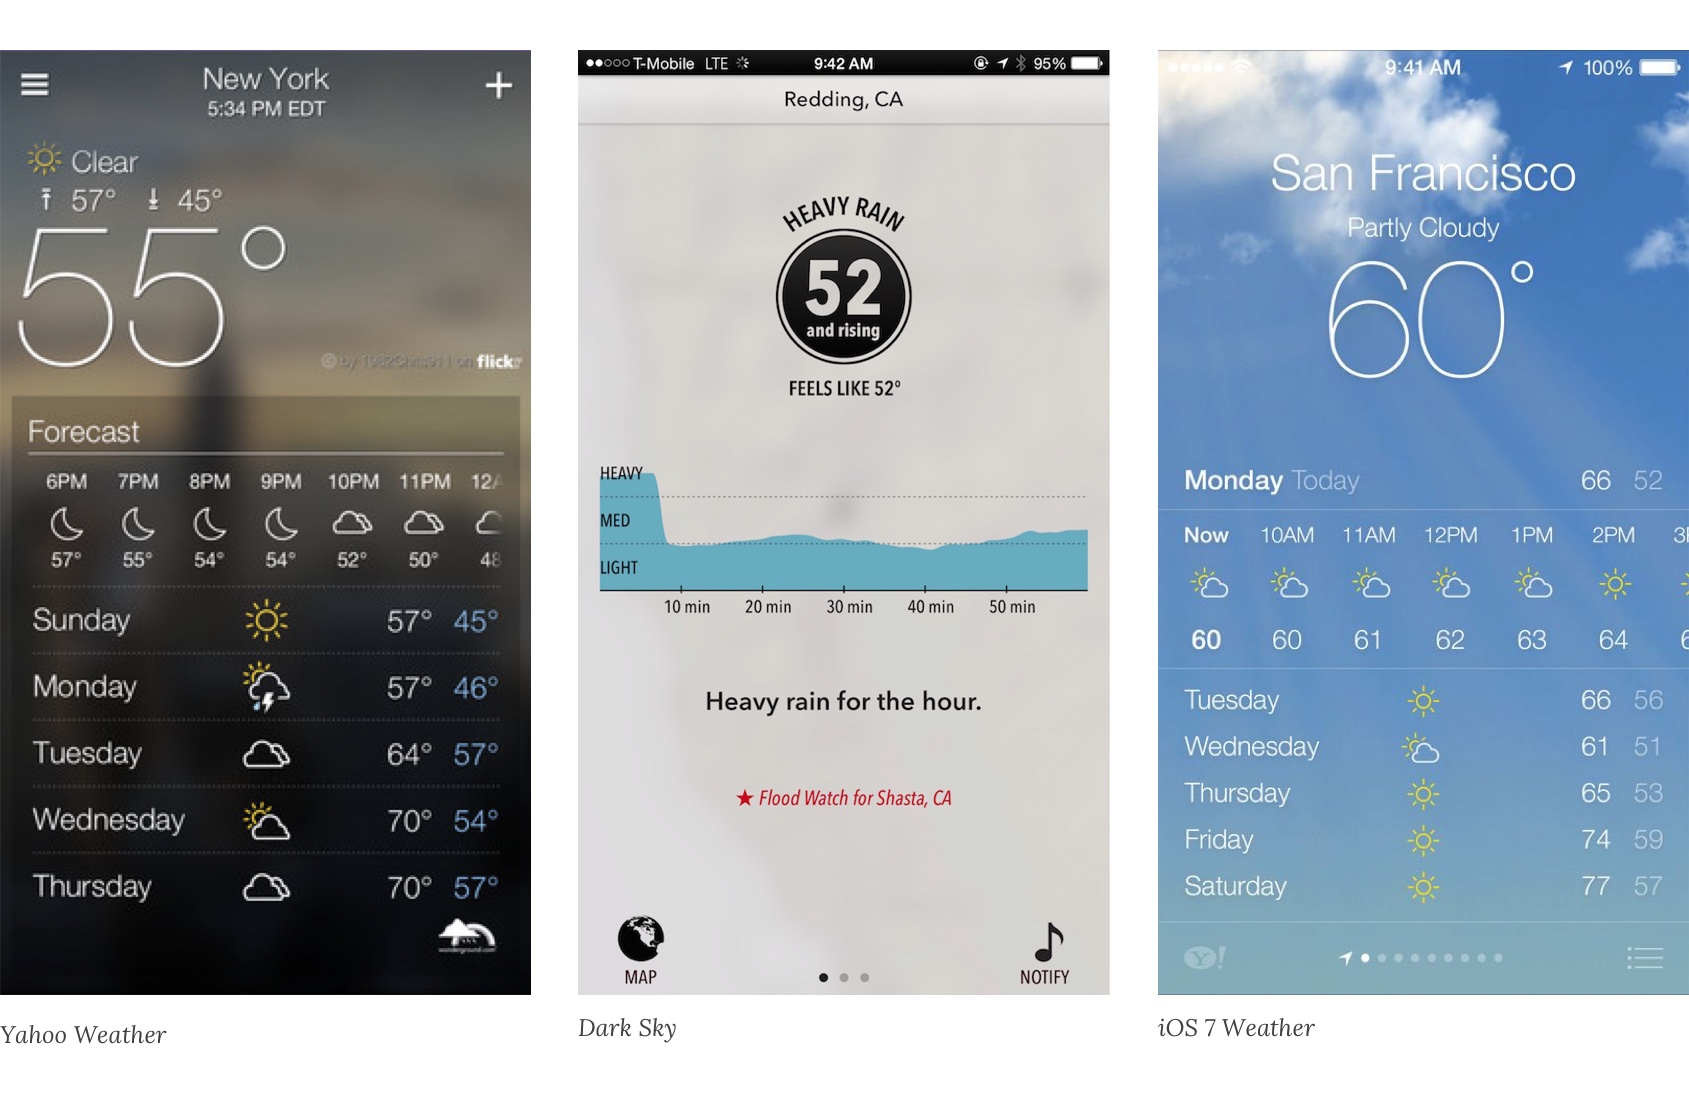 New York
5:34 PM EDT
Clear
57° 45°
55°
© by 1982Chris911 on flickr
Forecast
6PM 7PM 8PM 9PM 10PM 11PM 12A
57° 55° 54° 54° 52° 50° 48
Sunday 57° 45°
Monday 57° 46°
Tuesday 64° 57°
Wednesday 70° 54°
Thursday 70° 57°
wunderground.com
Yahoo Weather
T-Mobile LTE 9:42 AM 95%
Redding, CA
HEAVY RAIN
52
and rising
FEELS LIKE 52°
HEAVY
MED
LIGHT
10 min 20 min 30 min 40 min 50 min
Heavy rain for the hour.
★ Flood Watch for Shasta, CA
MAP NOTIFY
Dark Sky
9:41 AM 100%
San Francisco
Partly Cloudy
60°
Monday Today 66 52
Now 10AM 11AM 12PM 1PM 2PM 3
60 60 61 62 63 64 6
Tuesday 66 56
Wednesday 61 51
Thursday 65 53
Friday 74 59
Saturday 77 57
Y!
iOS 7 Weather